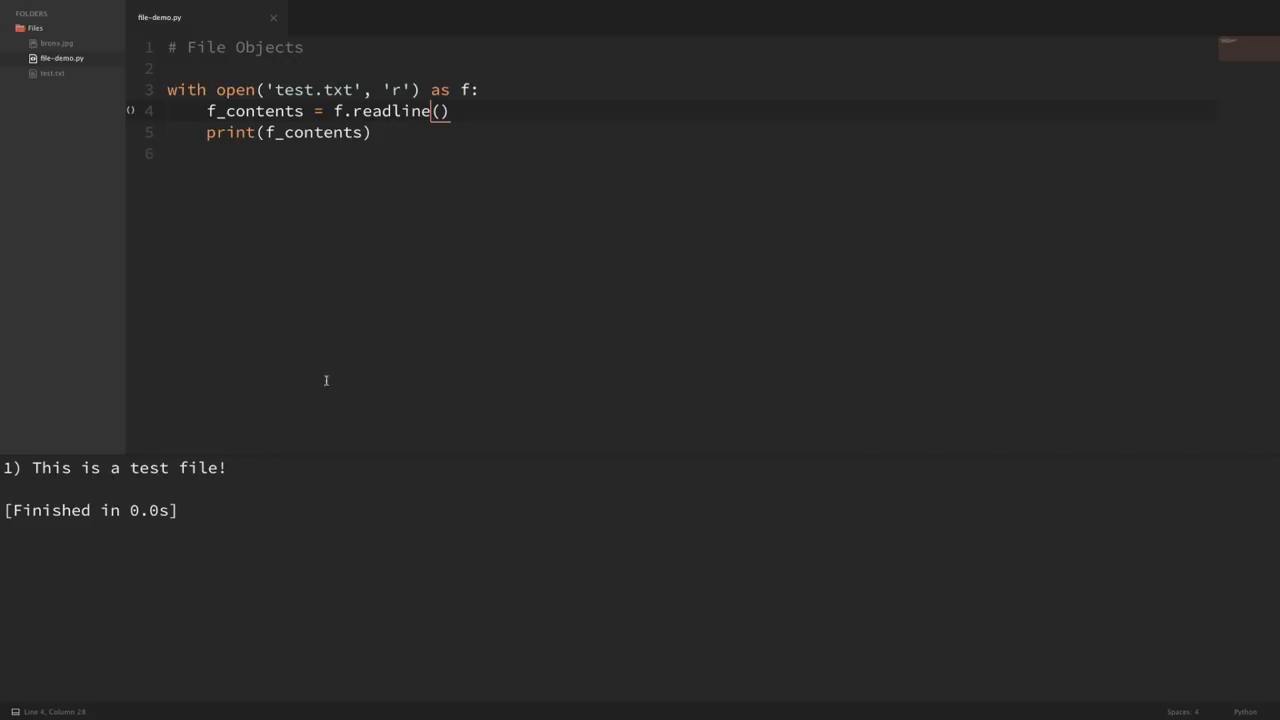 FOLDERS
Files
bronx.jpg
file-demo.py
test.txt
file-demo.py ×
1 # File Objects
2
3 with open('test.txt', 'r') as f:
() 4 f_contents = f.readline()
5 print(f_contents)
6
1) This is a test file!
[Finished in 0.0s]
Line 4, Column 28
Spaces: 4
Python